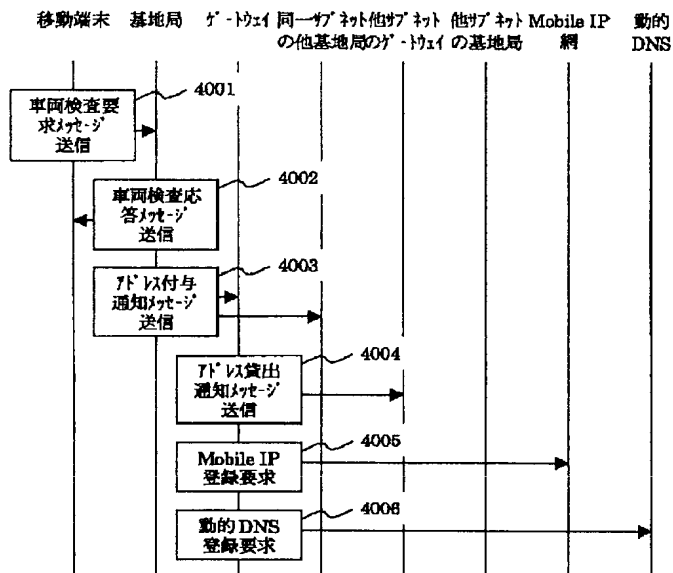 移動端末 基地局 ゲートウェイ 同一サブネット 他サブネット 他サブネット Mobile IP 動的
の他基地局 のゲートウェイ の基地局 網 DNS
4001
車両検査要
求メッセージ
送信
4002
車両検査応
答メッセージ
送信
4003
アドレス付与
通知メッセージ
送信
4004
アドレス貸出
通知メッセージ
送信
4005
Mobile IP
登録要求
4006
動的DNS
登録要求